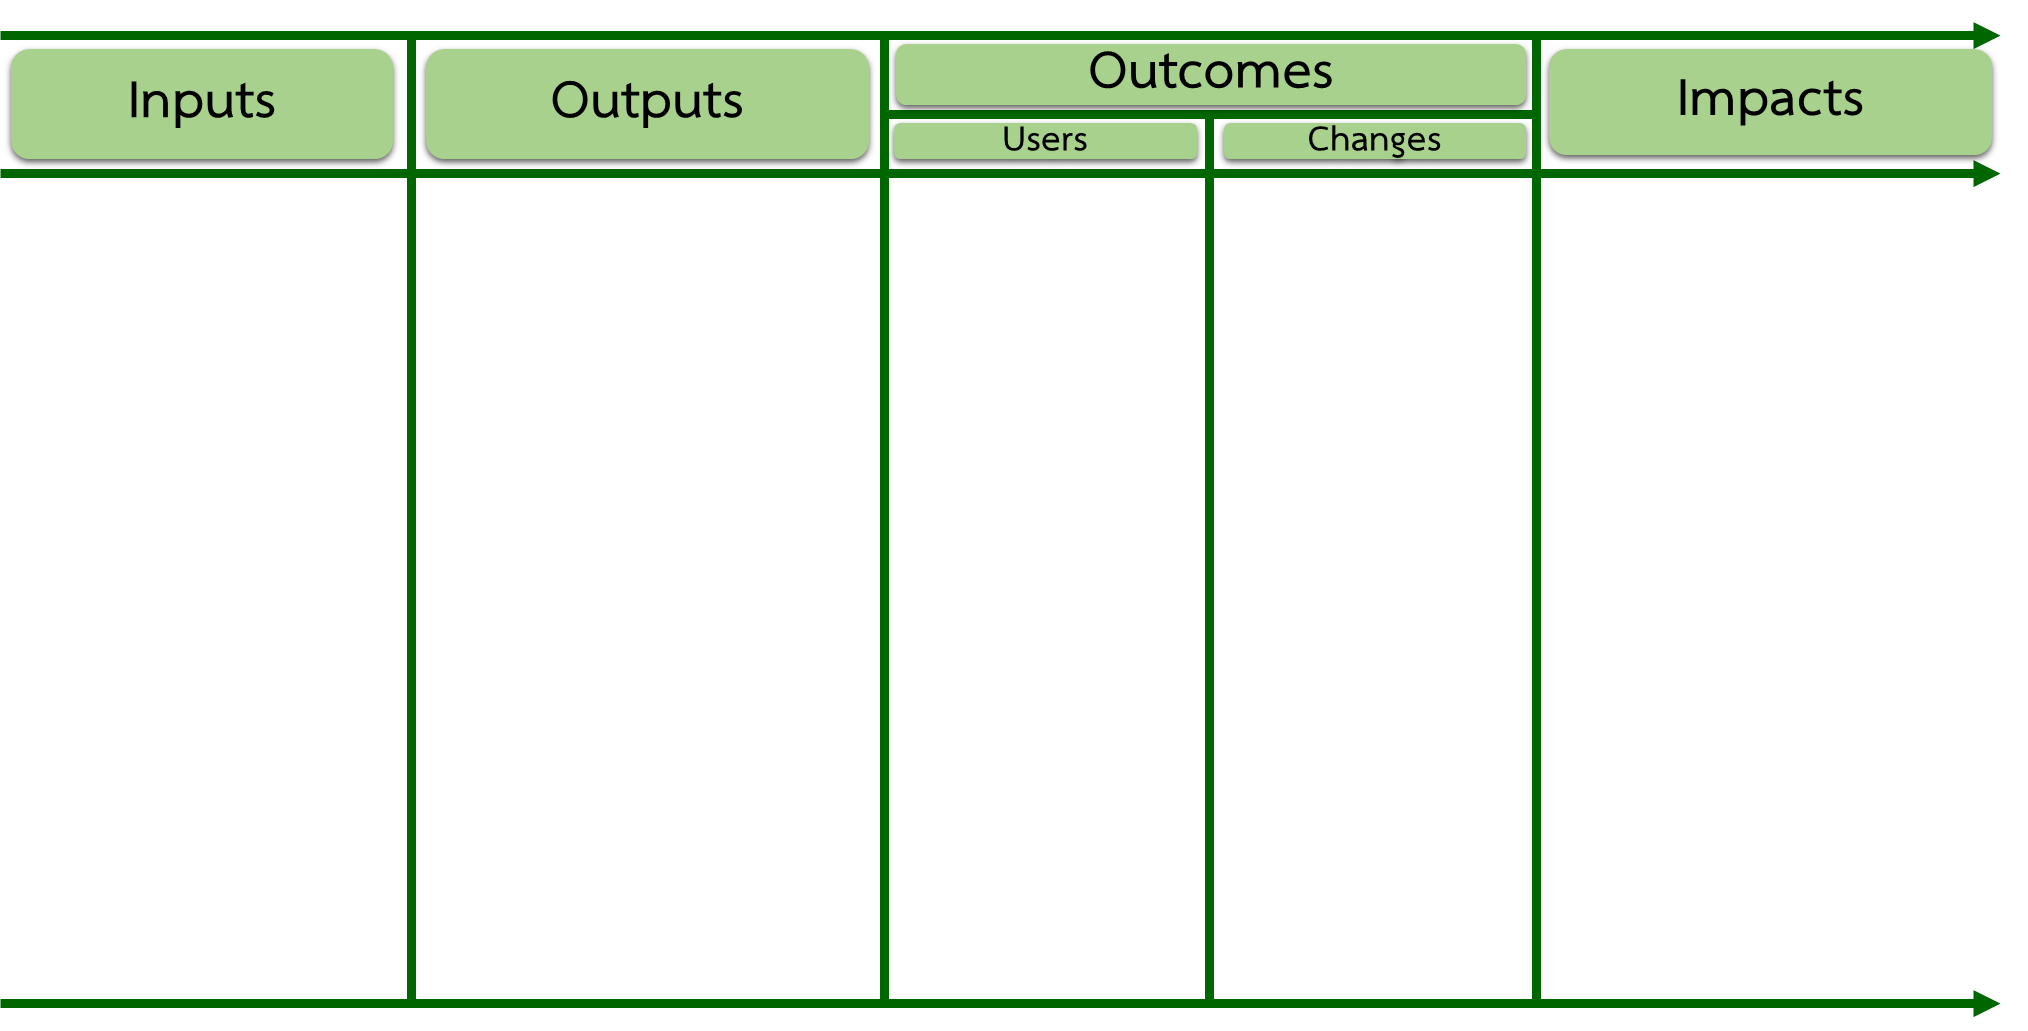 Inputs
Outputs
Outcomes
Users
Changes
Impacts